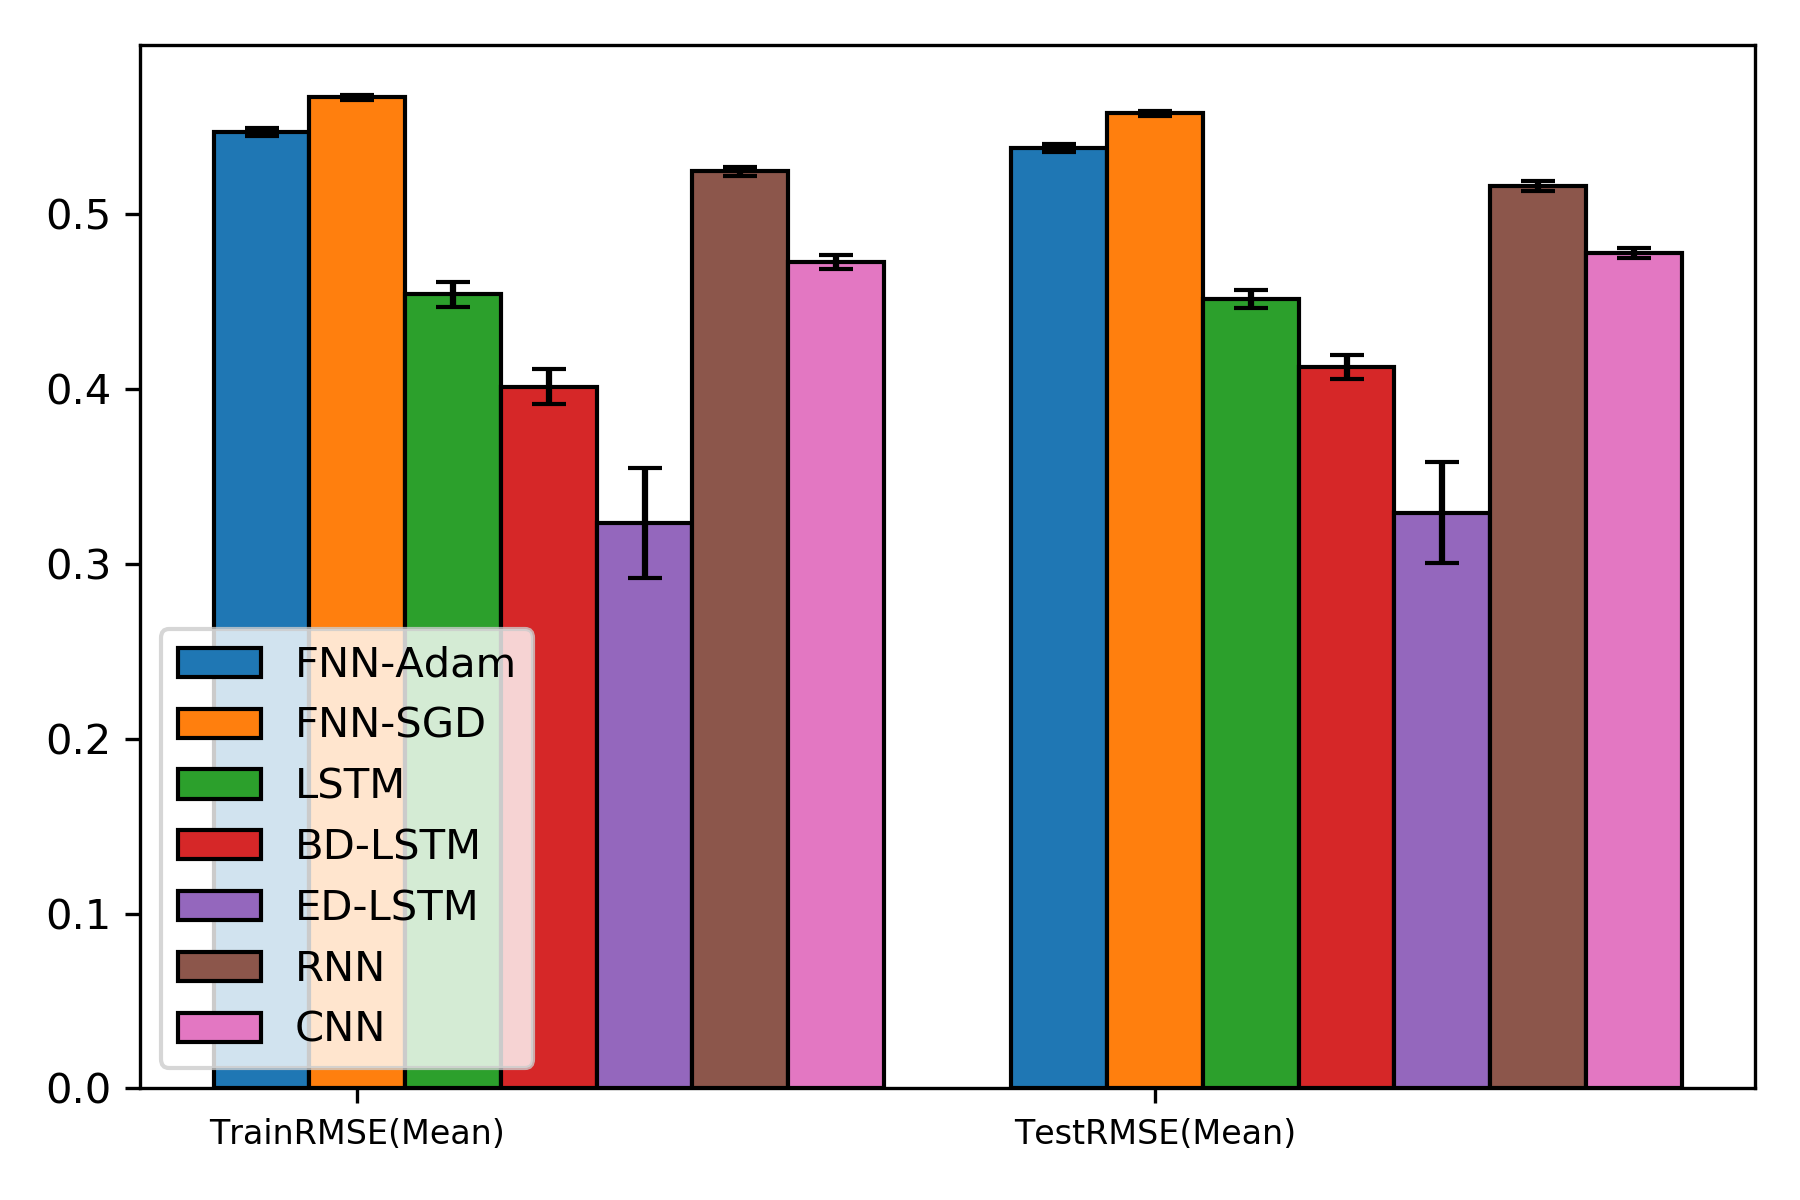 0.5
0.4
0.3
0.2
0.1
0.0
FNN-Adam
FNN-SGD
LSTM
BD-LSTM
ED-LSTM
RNN
CNN
TrainRMSE(Mean)
TestRMSE(Mean)